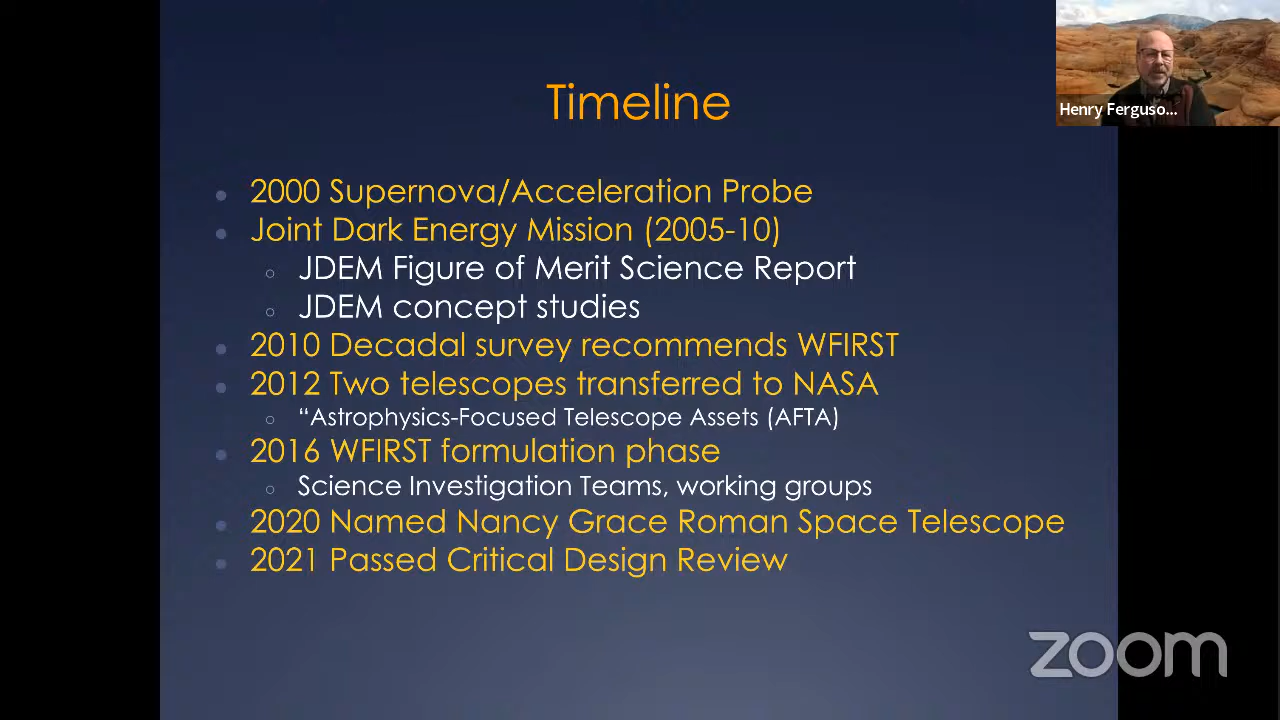 Timeline
Henry Ferguso...
2000 Supernova/Acceleration Probe
Joint Dark Energy Mission (2005-10)
JDEM Figure of Merit Science Report
JDEM concept studies
2010 Decadal survey recommends WFIRST
2012 Two telescopes transferred to NASA
“Astrophysics-Focused Telescope Assets (AFTA)
2016 WFIRST formulation phase
Science Investigation Teams, working groups
2020 Named Nancy Grace Roman Space Telescope
2021 Passed Critical Design Review
zoom